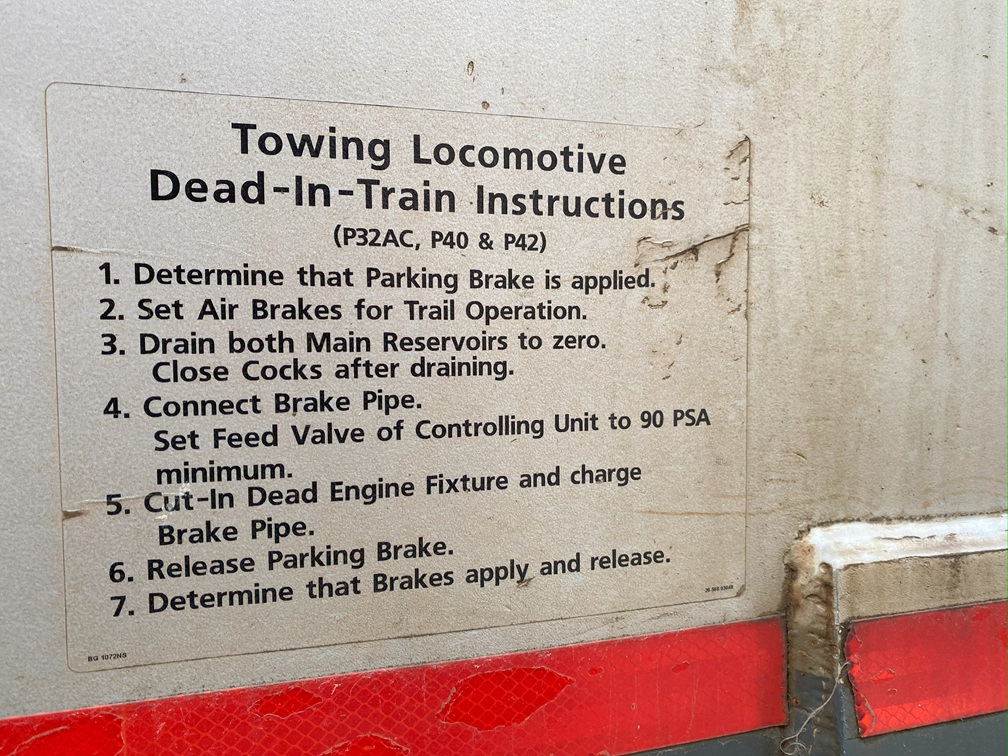 Towing Locomotive
Dead-In-Train Instructions
(P32AC, P40 & P42)
1. Determine that Parking Brake is applied.
2. Set Air Brakes for Trail Operation.
3. Drain both Main Reservoirs to zero.
Close Cocks after draining.
4. Connect Brake Pipe.
Set Feed Valve of Controlling Unit to 90 PSA
minimum.
5. Cut-In Dead Engine Fixture and charge
Brake Pipe.
6. Release Parking Brake.
7. Determine that Brakes apply and release.
BG 1072NS